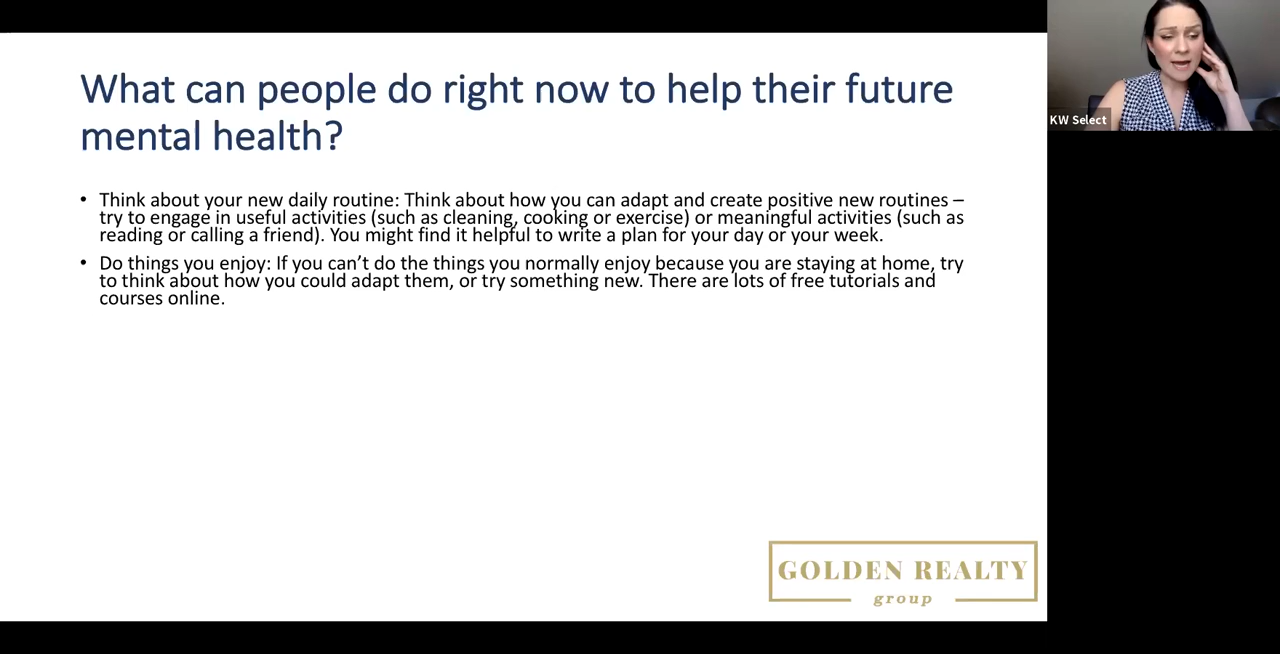 What can people do right now to help their future
mental health?
• Think about your new daily routine: Think about how you can adapt and create positive new routines –
try to engage in useful activities (such as cleaning, cooking or exercise) or meaningful activities (such as
reading or calling a friend). You might find it helpful to write a plan for your day or your week.
• Do things you enjoy: If you can’t do the things you normally enjoy because you are staying at home, try
to think about how you could adapt them, or try something new. There are lots of free tutorials and
courses online.
KW Select
GOLDEN REALTY
group